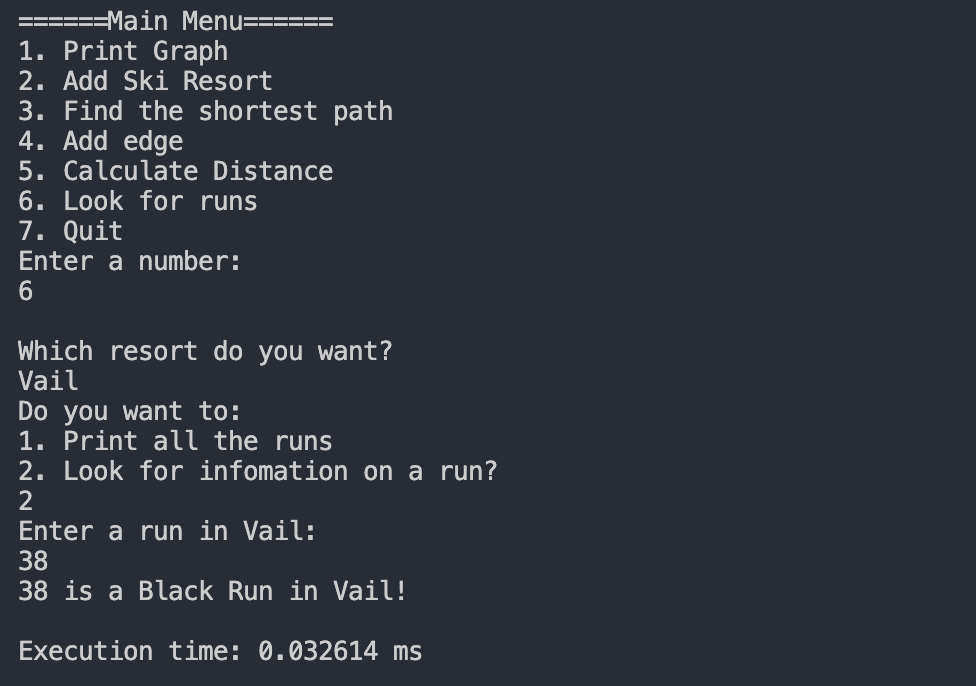 ======Main Menu======
1. Print Graph
2. Add Ski Resort
3. Find the shortest path
4. Add edge
5. Calculate Distance
6. Look for runs
7. Quit
Enter a number:
6
Which resort do you want?
Vail
Do you want to:
1. Print all the runs
2. Look for infomation on a run?
2
Enter a run in Vail:
38
38 is a Black Run in Vail!
Execution time: 0.032614 ms